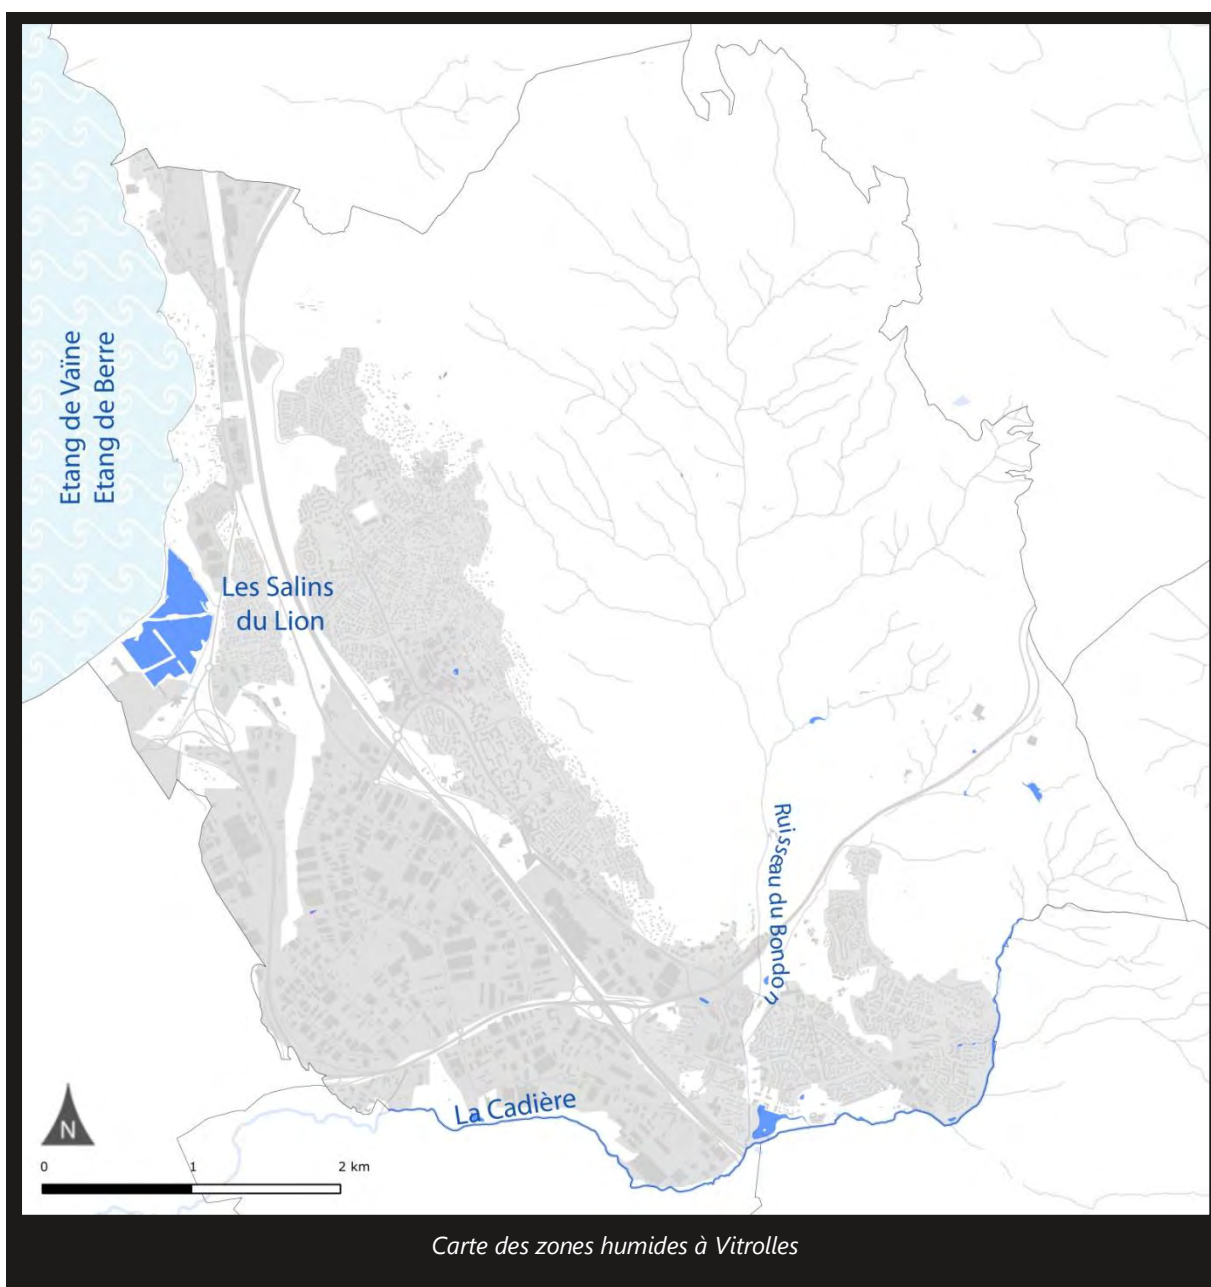 Etang de Vaïne
Etang de Berre
Les Salins
du Lion
Ruisseau du Bondon
La Cadière
N
0 1 2 km
Carte des zones humides à Vitrolles